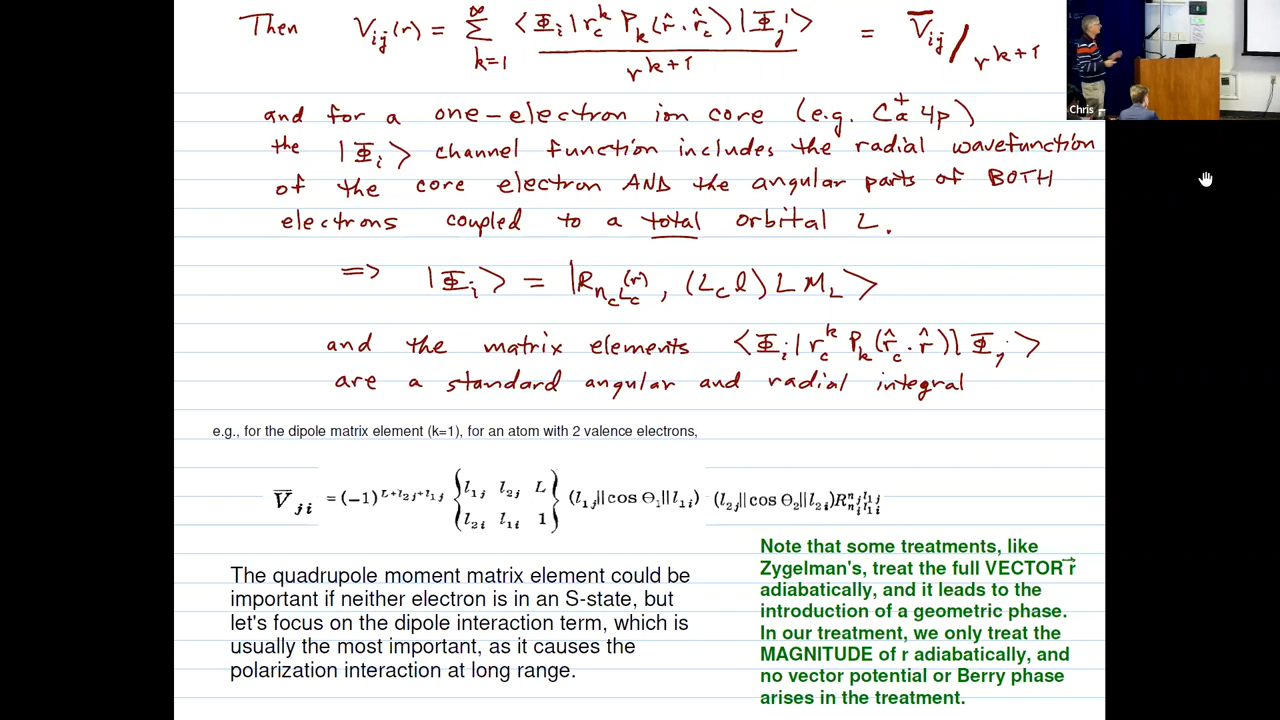 Then V_ij(r) = ∑_{k=1}^{∞} <Φ_i| r_c^k P_k(r̂·r̂_c) |Φ_j> / r^{k+1} = V̅_ij / r^{k+1}
and for a one-electron ion core (e.g. Ca⁺ 4p)
the |Φ_i> channel function includes the radial wavefunction
of the core electron AND the angular parts of BOTH
electrons coupled to a total orbital L.
=> |Φ_i> = |R_{n_c L_c}(r), (L_c l) L M_L>
and the matrix elements <Φ_i| r_c^k P_k(r̂_c·r̂) |Φ_j>
are a standard angular and radial integral
e.g., for the dipole matrix element (k=1), for an atom with 2 valence electrons,
V̅_ji = (-1)^{L+l_2j+l_1j} { l_1j l_2j L ; l_2i l_1i 1 } (l_1j||cos Θ_1||l_1i) (l_2j||cos Θ_2||l_2i) R^{n_j l_1j}_{n_i l_1i}
The quadrupole moment matrix element could be
important if neither electron is in an S-state, but
let's focus on the dipole interaction term, which is
usually the most important, as it causes the
polarization interaction at long range.
Note that some treatments, like
Zygelman's, treat the full VECTOR r⃗
adiabatically, and it leads to the
introduction of a geometric phase.
In our treatment, we only treat the
MAGNITUDE of r adiabatically, and
no vector potential or Berry phase
arises in the treatment.
Chris